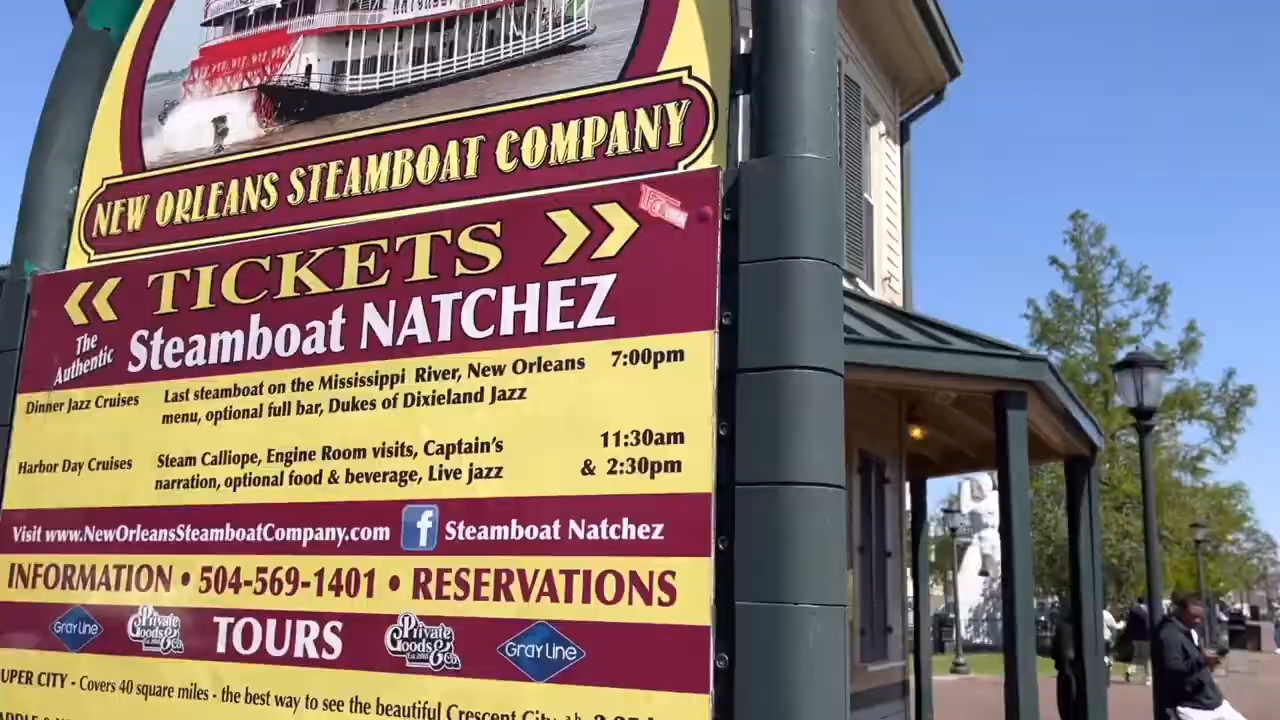 NEW ORLEANS STEAMBOAT COMPANY
TICKETS
The Authentic
Steamboat NATCHEZ
Dinner Jazz Cruises
Last steamboat on the Mississippi River, New Orleans
menu, optional full bar, Dukes of Dixieland Jazz
7:00pm
Harbor Day Cruises
Steam Calliope, Engine Room visits, Captain's
narration, optional food & beverage, Live jazz
11:30am
& 2:30pm
Visit www.NewOrleansSteamboatCompany.com f Steamboat Natchez
INFORMATION • 504-569-1401 • RESERVATIONS
Gray Line
Private Goods & Co.
TOURS
Private Goods & Co.
Gray Line
UPER CITY - Covers 40 square miles - the best way to see the beautiful Crescent City